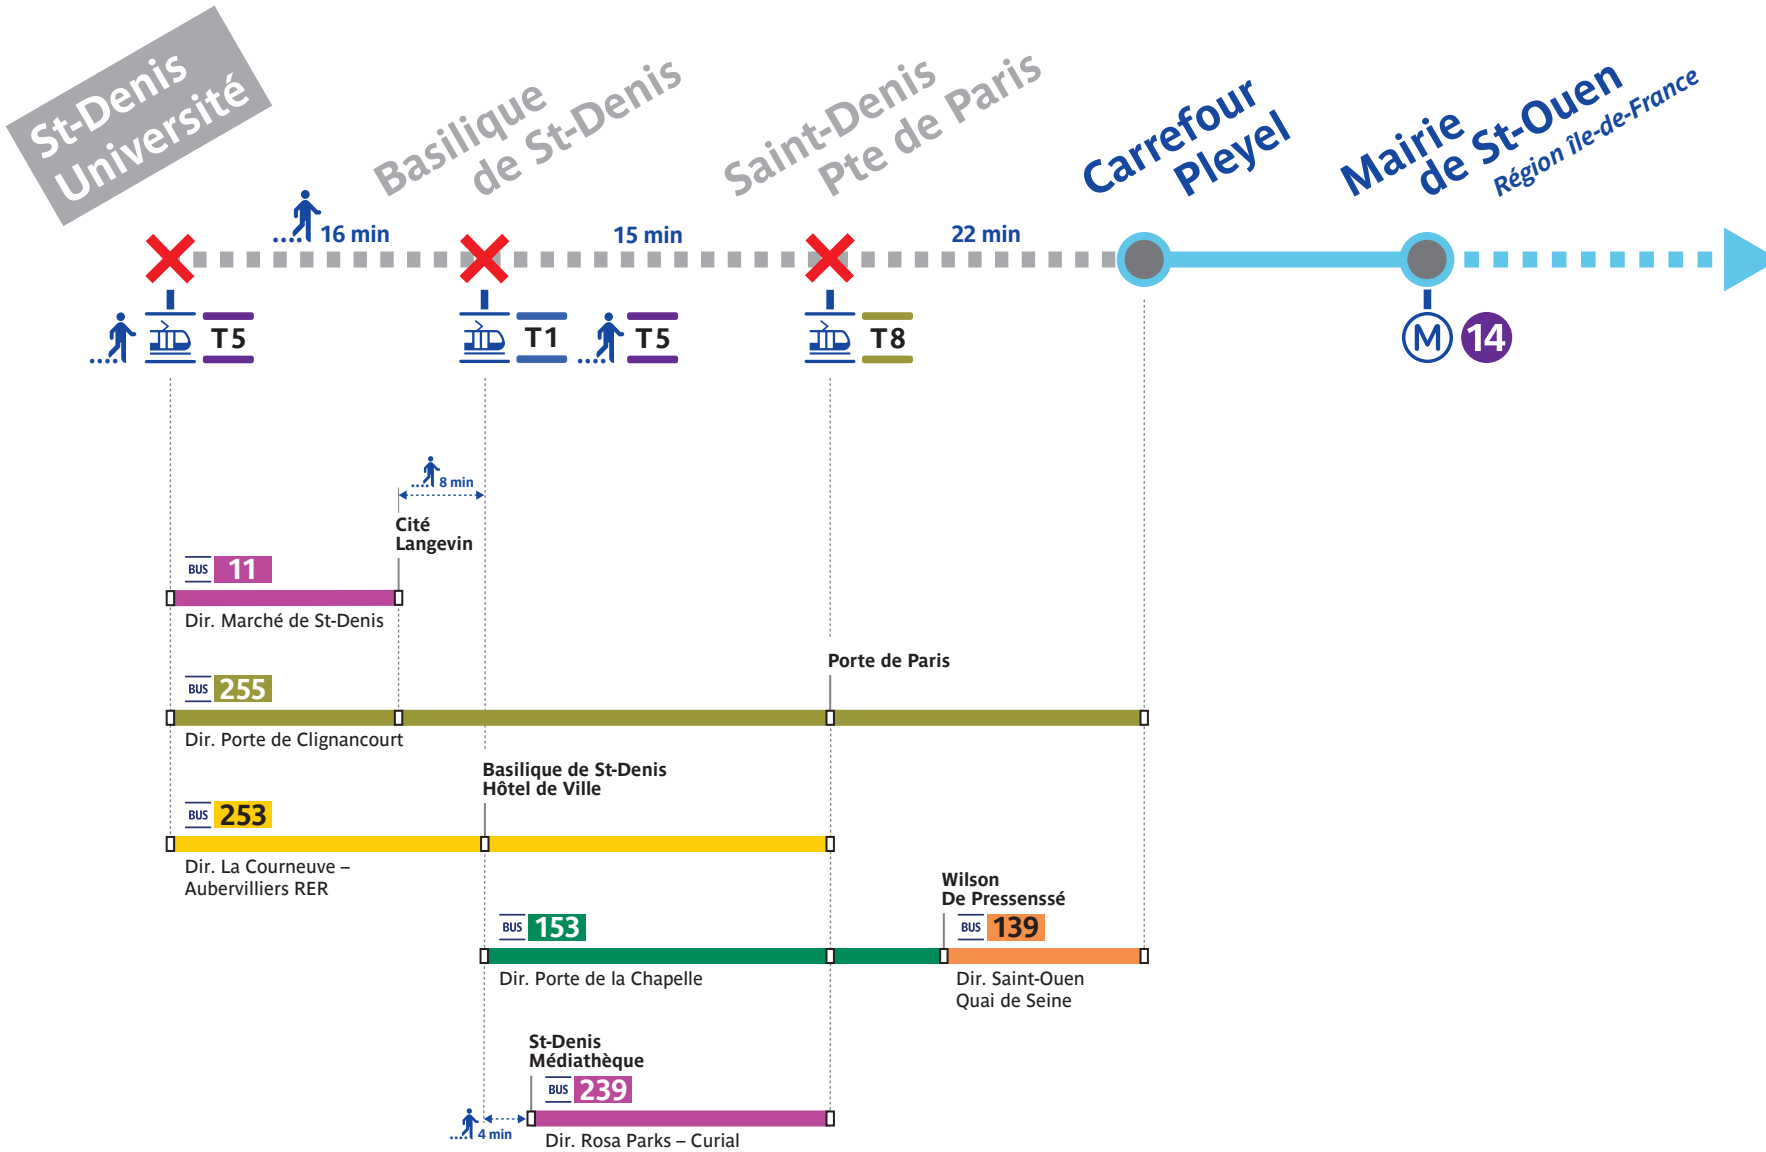 St-Denis
Université
Basilique
de St-Denis
Saint-Denis
Pte de Paris
Carrefour
Pleyel
Mairie
de St-Ouen
Région île-de-France
16 min
15 min
22 min
T5
T1
T5
T8
M 14
8 min
Cité
Langevin
BUS 11
Dir. Marché de St-Denis
Porte de Paris
BUS 255
Dir. Porte de Clignancourt
Basilique de St-Denis
Hôtel de Ville
BUS 253
Dir. La Courneuve –
Aubervilliers RER
Wilson
De Pressenssé
BUS 153
BUS 139
Dir. Porte de la Chapelle
Dir. Saint-Ouen
Quai de Seine
St-Denis
Médiathèque
BUS 239
4 min
Dir. Rosa Parks – Curial